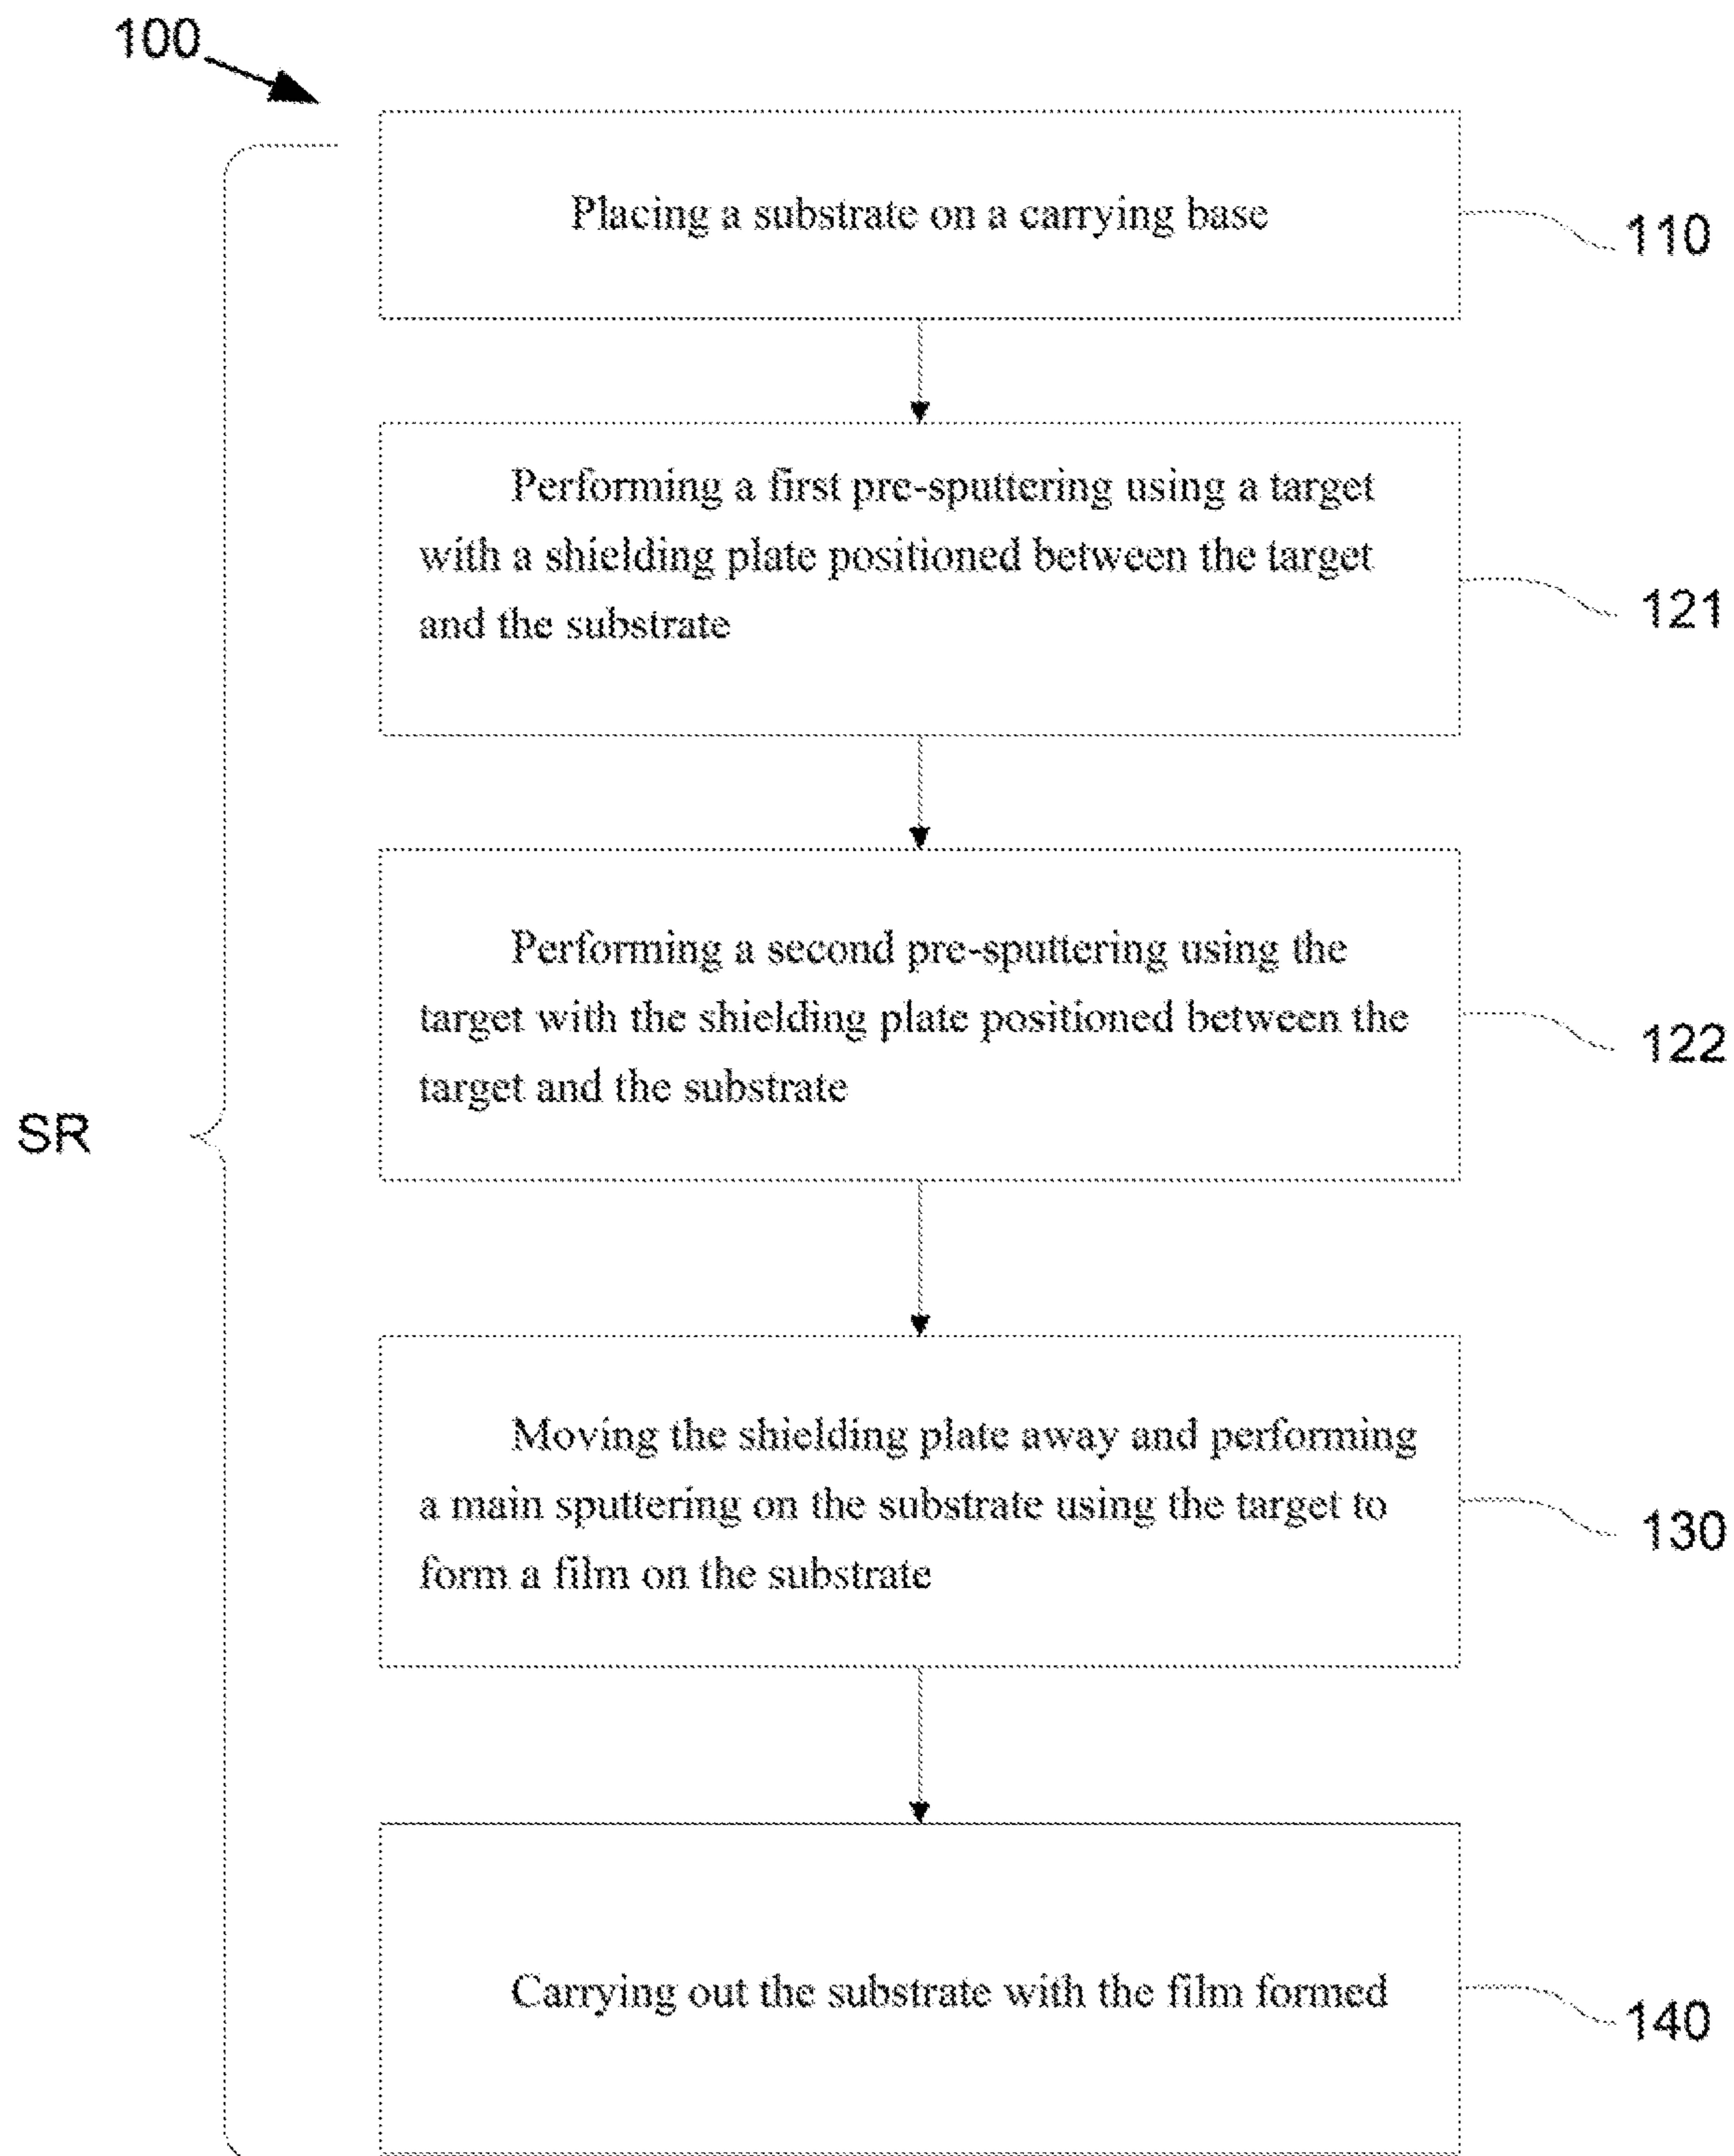 100
Placing a substrate on a carrying base
110
Performing a first pre-sputtering using a target
with a shielding plate positioned between the target
and the substrate
121
Performing a second pre-sputtering using the
target with the shielding plate positioned between the
target and the substrate
122
SR
Moving the shielding plate away and performing
a main sputtering on the substrate using the target to
form a film on the substrate
130
Carrying out the substrate with the film formed
140